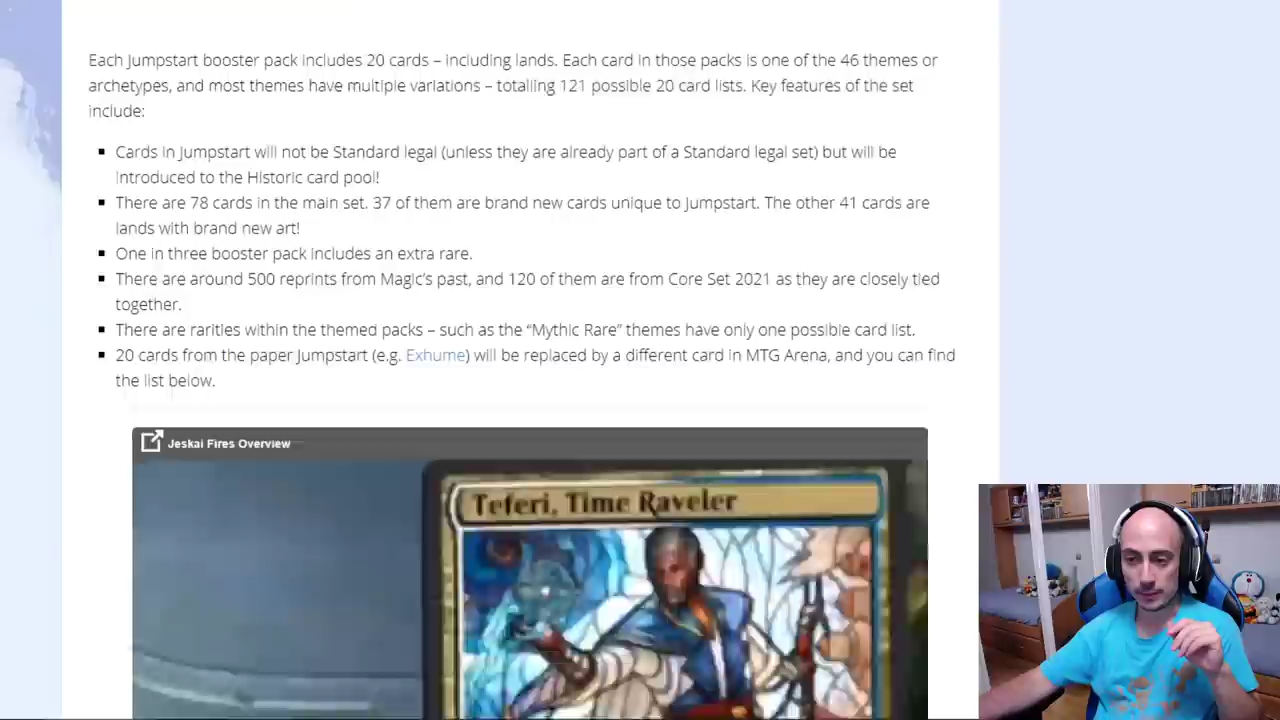 Each Jumpstart booster pack includes 20 cards – including lands. Each card in those packs is one of the 46 themes or
archetypes, and most themes have multiple variations – totalling 121 possible 20 card lists. Key features of the set
include:
Cards in Jumpstart will not be Standard legal (unless they are already part of a Standard legal set) but will be
introduced to the Historic card pool!
There are 78 cards in the main set. 37 of them are brand new cards unique to Jumpstart. The other 41 cards are
lands with brand new art!
One in three booster pack includes an extra rare.
There are around 500 reprints from Magic's past, and 120 of them are from Core Set 2021 as they are closely tied
together.
There are rarities within the themed packs – such as the “Mythic Rare” themes have only one possible card list.
20 cards from the paper Jumpstart (e.g. Exhume) will be replaced by a different card in MTG Arena, and you can find
the list below.
Jeskai Fires Overview
Teferi, Time Raveler